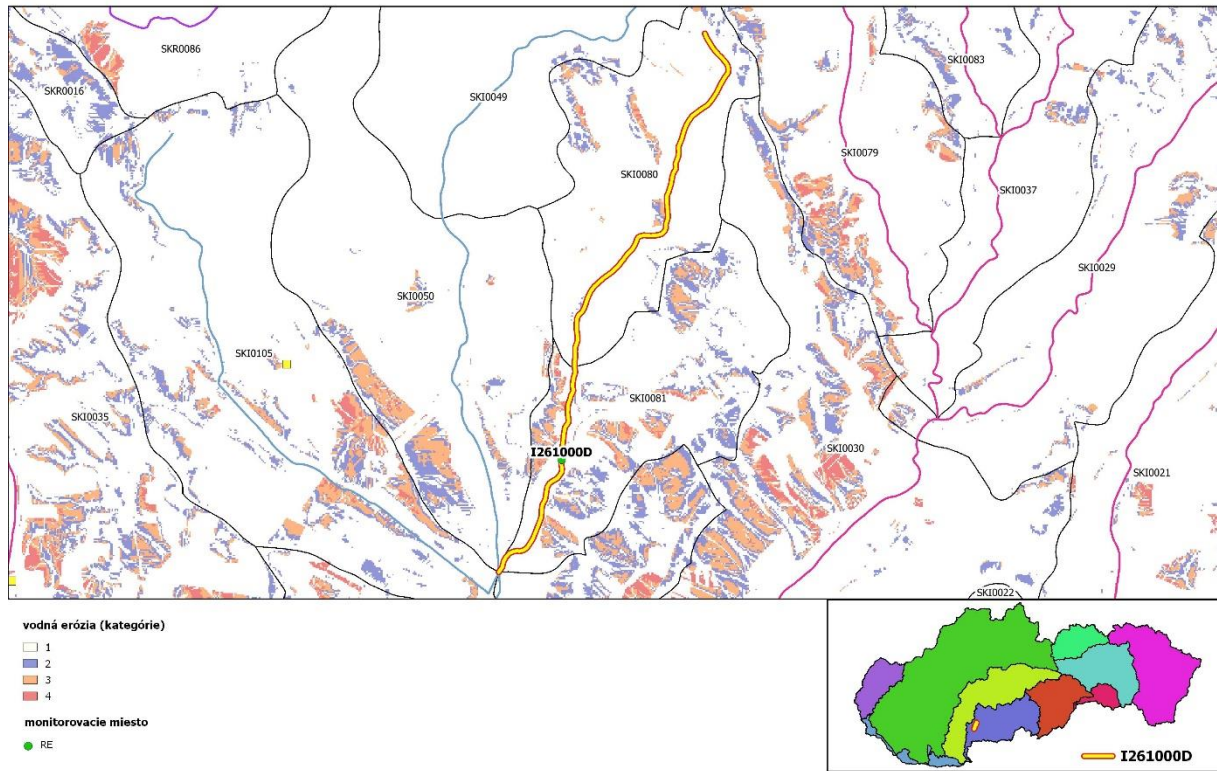 SKR0086
SKR0016
SKI0049
SKI0083
SKI0079
SKI0080
SKI0037
SKI0029
SKI0050
SKI0105
SKI0081
SKI0035
I261000D
SKI0030
SKI0021
SKI0022
vodná erózia (kategórie)
1
2
3
4
monitorovacie miesto
RE
I261000D